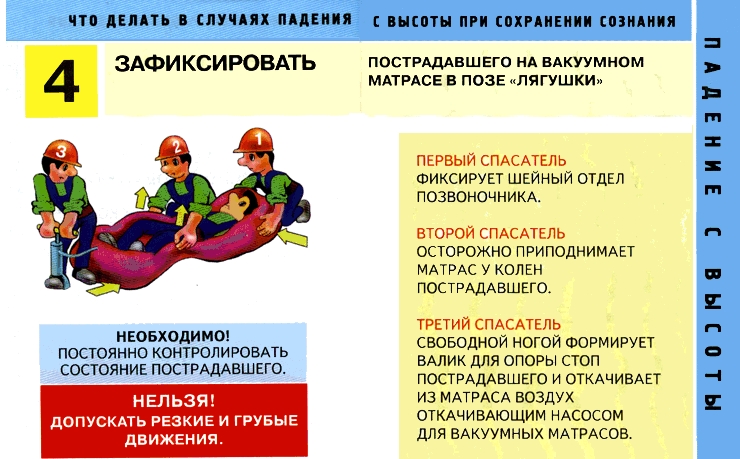 ЧТО ДЕЛАТЬ В СЛУЧАЯХ ПАДЕНИЯ С ВЫСОТЫ ПРИ СОХРАНЕНИИ СОЗНАНИЯ
4
ЗАФИКСИРОВАТЬ
ПОСТРАДАВШЕГО НА ВАКУУМНОМ
МАТРАСЕ В ПОЗЕ «ЛЯГУШКИ»
3
2
1
ПЕРВЫЙ СПАСАТЕЛЬ
ФИКСИРУЕТ ШЕЙНЫЙ ОТДЕЛ
ПОЗВОНОЧНИКА.
ВТОРОЙ СПАСАТЕЛЬ
ОСТОРОЖНО ПРИПОДНИМАЕТ
МАТРАС У КОЛЕН
ПОСТРАДАВШЕГО.
ТРЕТИЙ СПАСАТЕЛЬ
СВОБОДНОЙ НОГОЙ ФОРМИРУЕТ
ВАЛИК ДЛЯ ОПОРЫ СТОП
ПОСТРАДАВШЕГО И ОТКАЧИВАЕТ
ИЗ МАТРАСА ВОЗДУХ
ОТКАЧИВАЮЩИМ НАСОСОМ
ДЛЯ ВАКУУМНЫХ МАТРАСОВ.
НЕОБХОДИМО!
ПОСТОЯННО КОНТРОЛИРОВАТЬ
СОСТОЯНИЕ ПОСТРАДАВШЕГО.
НЕЛЬЗЯ!
ДОПУСКАТЬ РЕЗКИЕ И ГРУБЫЕ
ДВИЖЕНИЯ.
ПАДЕНИЕ С ВЫСОТЫ